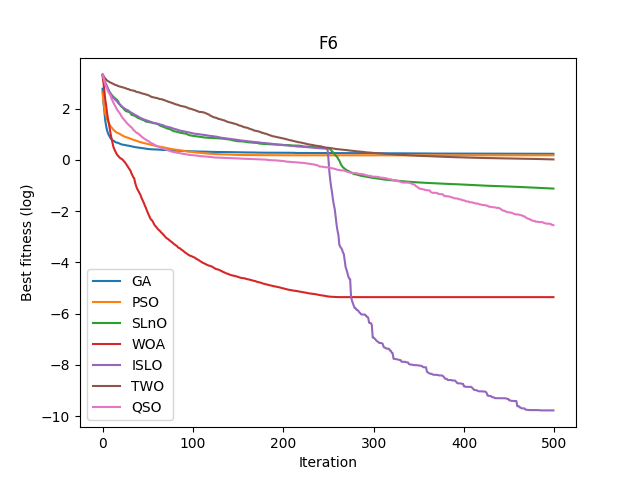 F6
Best fitness (log)
2
0
−2
−4
−6
−8
−10
GA
PSO
SLnO
WOA
ISLO
TWO
QSO
0 100 200 300 400 500
Iteration